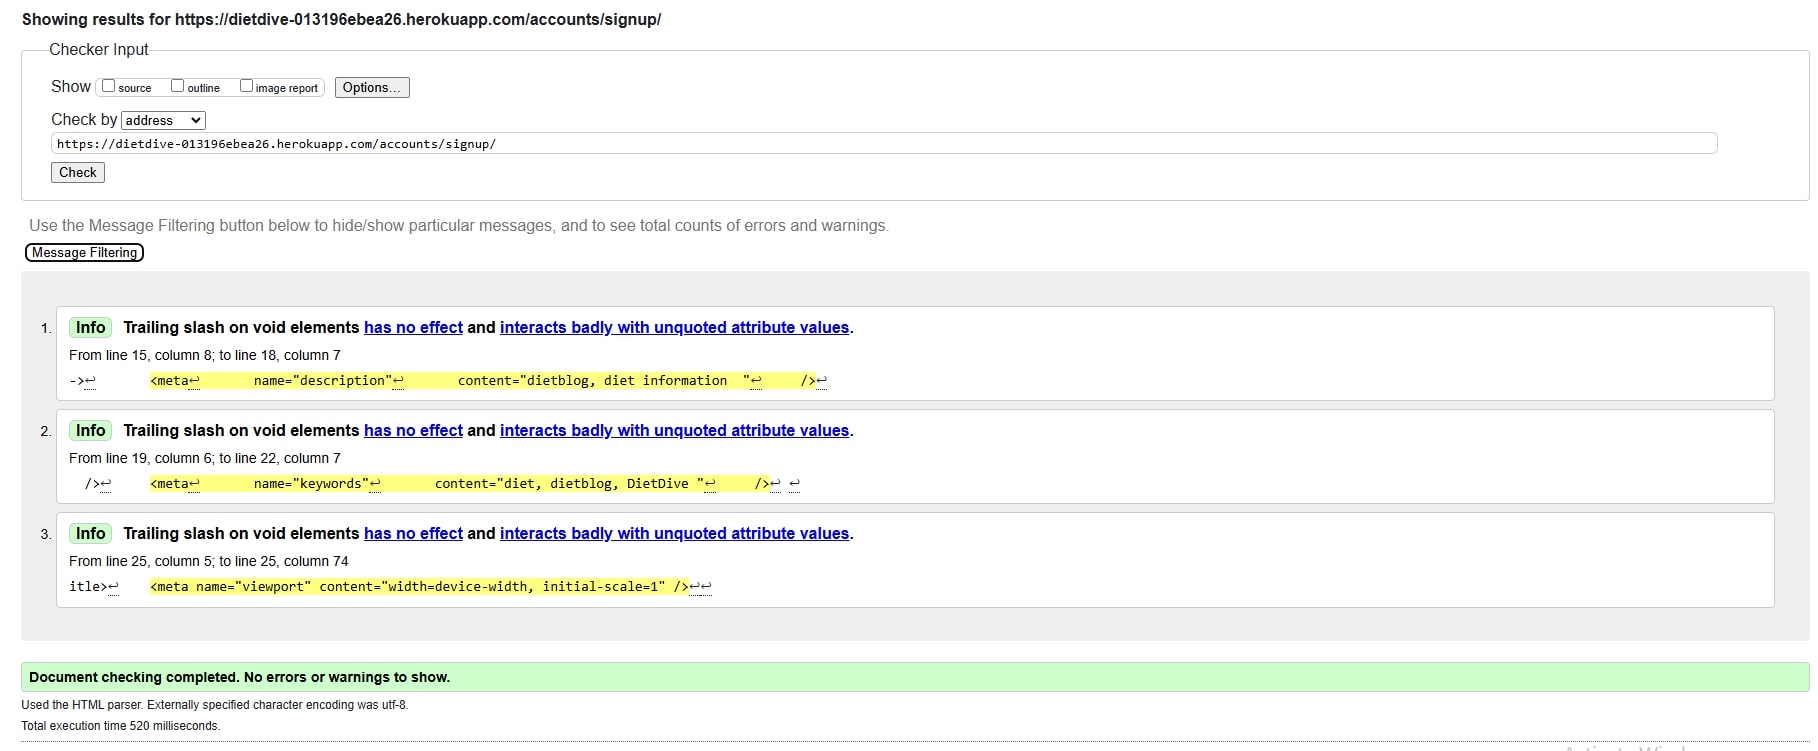 Showing results for https://dietdive-013196ebea26.herokuapp.com/accounts/signup/
Checker Input
Show source outline image report Options...
Check by address
https://dietdive-013196ebea26.herokuapp.com/accounts/signup/
Check
Use the Message Filtering button below to hide/show particular messages, and to see total counts of errors and warnings.
Message Filtering
1. Info Trailing slash on void elements has no effect and interacts badly with unquoted attribute values.
From line 15, column 8; to line 18, column 7
->↩ <meta↩ name="description"↩ content="dietblog, diet information "↩ />↩
2. Info Trailing slash on void elements has no effect and interacts badly with unquoted attribute values.
From line 19, column 6; to line 22, column 7
/>↩ <meta↩ name="keywords"↩ content="diet, dietblog, DietDive "↩ />↩ ↩
3. Info Trailing slash on void elements has no effect and interacts badly with unquoted attribute values.
From line 25, column 5; to line 25, column 74
itle>↩ <meta name="viewport" content="width=device-width, initial-scale=1" />↩↩
Document checking completed. No errors or warnings to show.
Used the HTML parser. Externally specified character encoding was utf-8.
Total execution time 520 milliseconds.